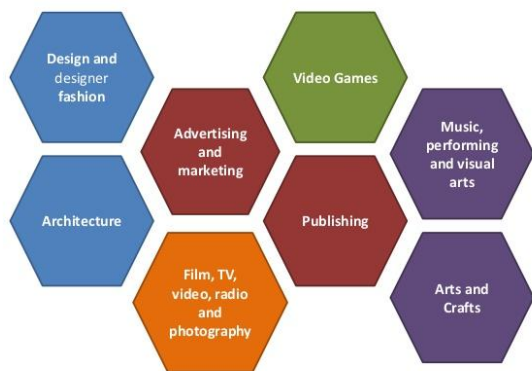 Design and
designer
fashion
Video Games
Advertising
and
marketing
Music,
performing
and visual
arts
Architecture
Publishing
Film, TV,
video, radio
and
photography
Arts and
Crafts